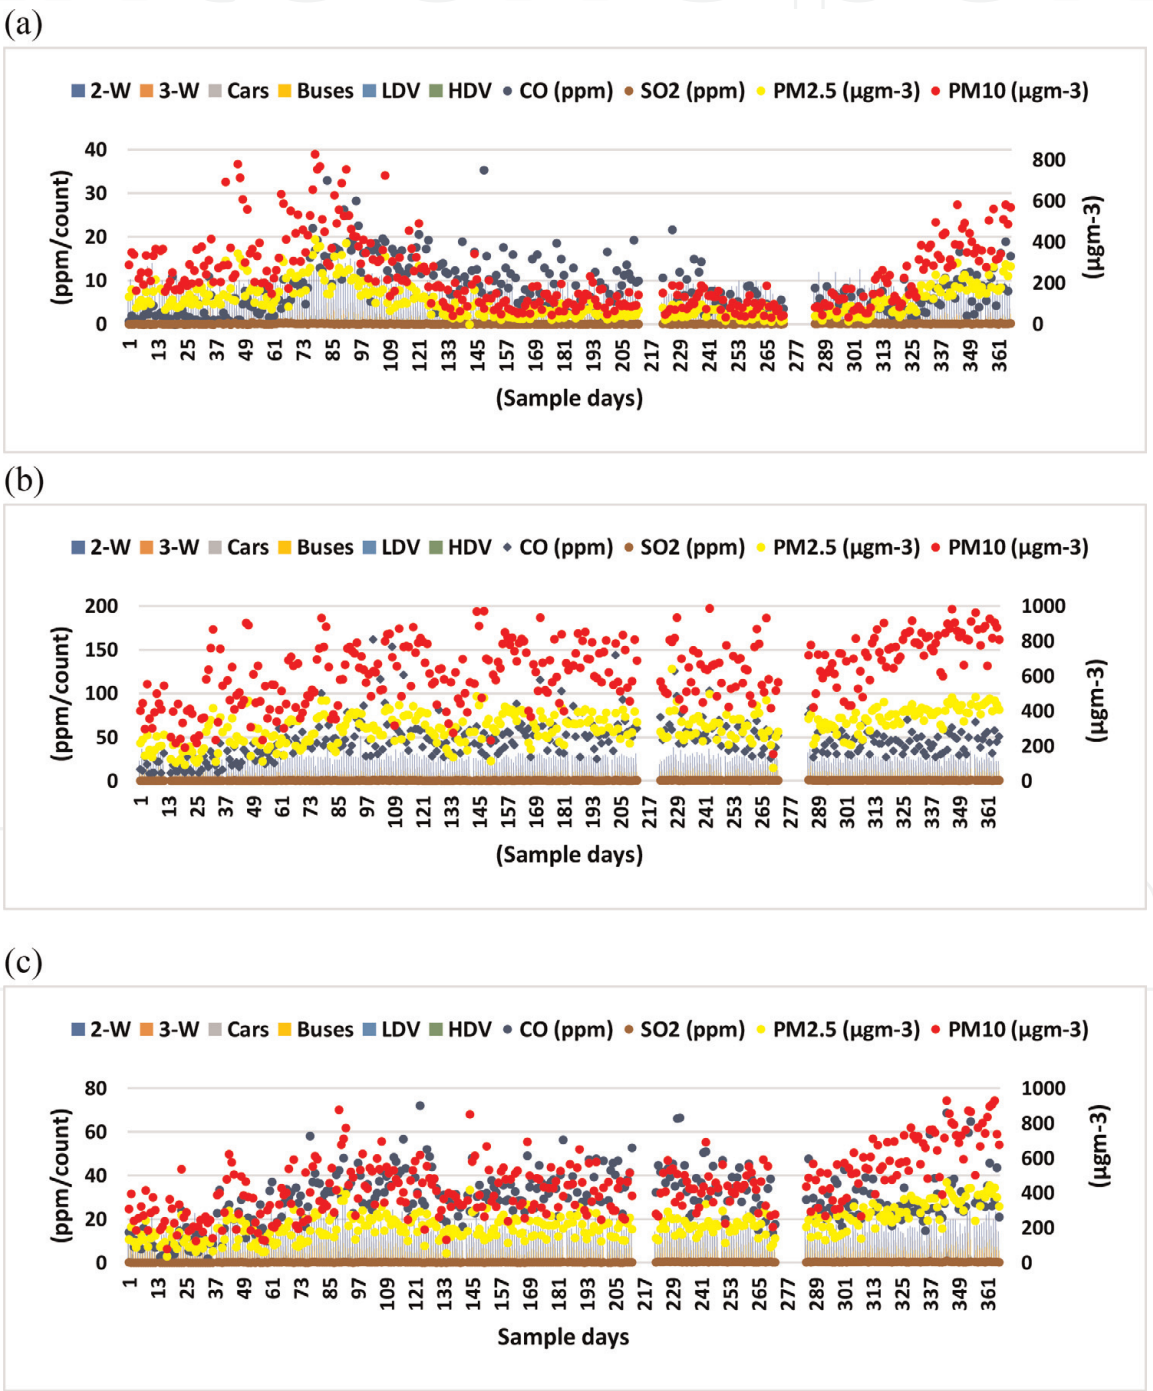 (a)
2-W 3-W Cars Buses LDV HDV CO (ppm) SO2 (ppm) PM2.5 (µgm-3) PM10 (µgm-3)
40
30
20
10
0
800
600
400
200
0
(ppm/count)
(µgm-3)
1 13 25 37 49 61 73 85 97 109 121 133 145 157 169 181 193 205 217 229 241 253 265 277 289 301 313 325 337 349 361
(Sample days)
(b)
2-W 3-W Cars Buses LDV HDV CO (ppm) SO2 (ppm) PM2.5 (µgm-3) PM10 (µgm-3)
200
150
100
50
0
1000
800
600
400
200
0
(ppm/count)
(µgm-3)
1 13 25 37 49 61 73 85 97 109 121 133 145 157 169 181 193 205 217 229 241 253 265 277 289 301 313 325 337 349 361
(Sample days)
(c)
2-W 3-W Cars Buses LDV HDV CO (ppm) SO2 (ppm) PM2.5 (µgm-3) PM10 (µgm-3)
80
60
40
20
0
1000
800
600
400
200
0
(ppm/count)
(µgm-3)
1 13 25 37 49 61 73 85 97 109 121 133 145 157 169 181 193 205 217 229 241 253 265 277 289 301 313 325 337 349 361
Sample days